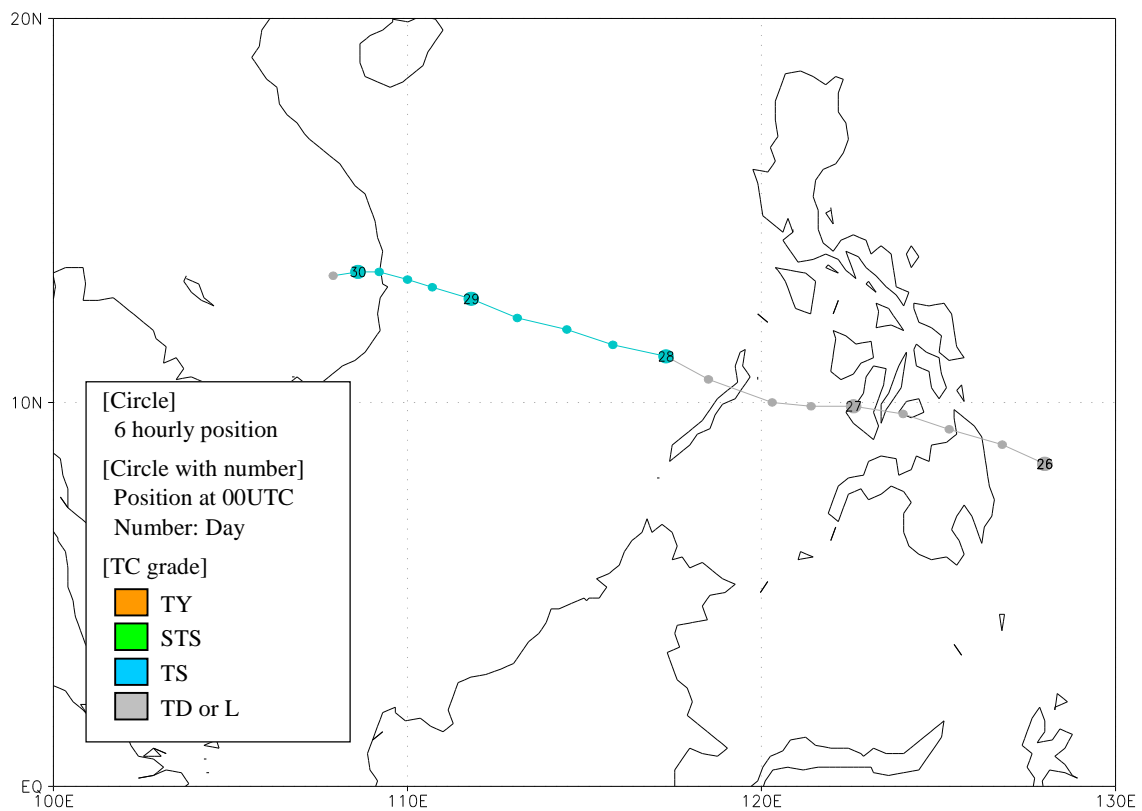 20N
30
29
28
10N
27
26
[Circle]
6 hourly position
[Circle with number]
Position at 00UTC
Number: Day
[TC grade]
TY
STS
TS
TD or L
EQ
100E 110E 120E 130E